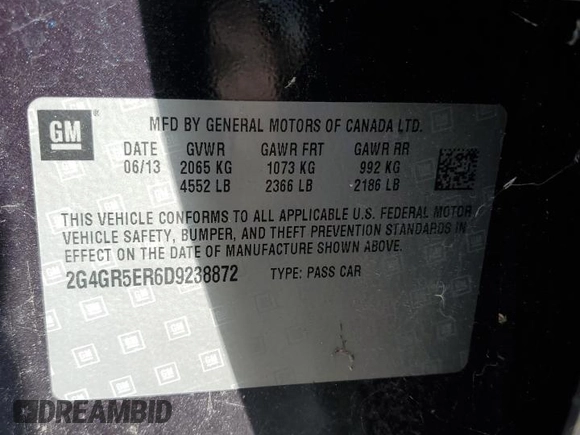 GM
MFD BY GENERAL MOTORS OF CANADA LTD.
DATE GVWR GAWR FRT GAWR RR
06/13 2065 KG 1073 KG 992 KG
4552 LB 2366 LB 2186 LB
THIS VEHICLE CONFORMS TO ALL APPLICABLE U.S. FEDERAL MOTOR
VEHICLE SAFETY, BUMPER, AND THEFT PREVENTION STANDARDS IN
EFFECT ON THE DATE OF MANUFACTURE SHOWN ABOVE.
2G4GR5ER6D9238872 TYPE: PASS CAR
DREAMBID